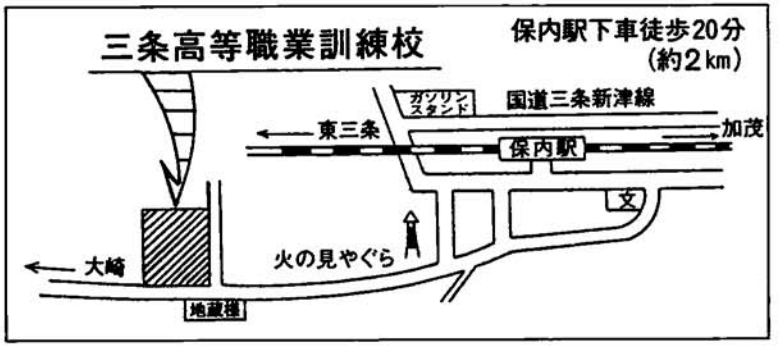 三条高等職業訓練校
保内駅下車徒歩20分
(約2km)
ガソリン
スタンド
国道三条新津線
東三条
保内駅
加茂
文
火の見やぐら
大崎
地蔵様